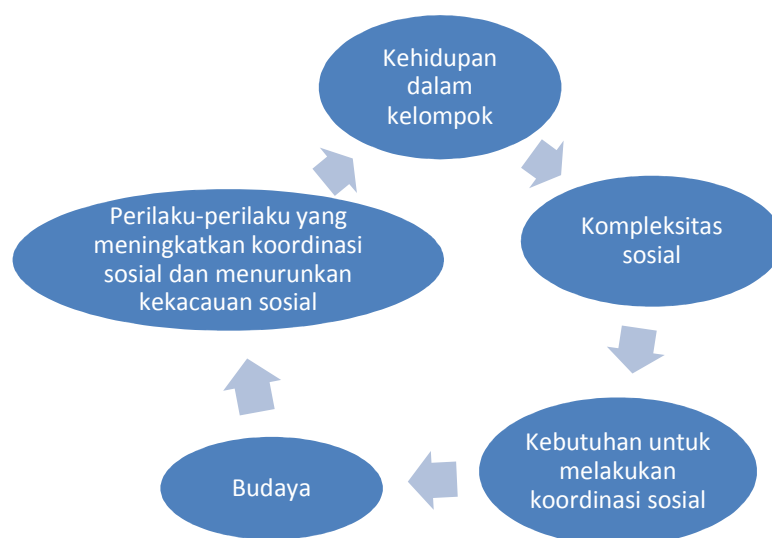 Kehidupan
dalam
kelompok
Kompleksitas
sosial
Kebutuhan untuk
melakukan
koordinasi sosial
Budaya
Perilaku-perilaku yang
meningkatkan koordinasi
sosial dan menurunkan
kekacauan sosial